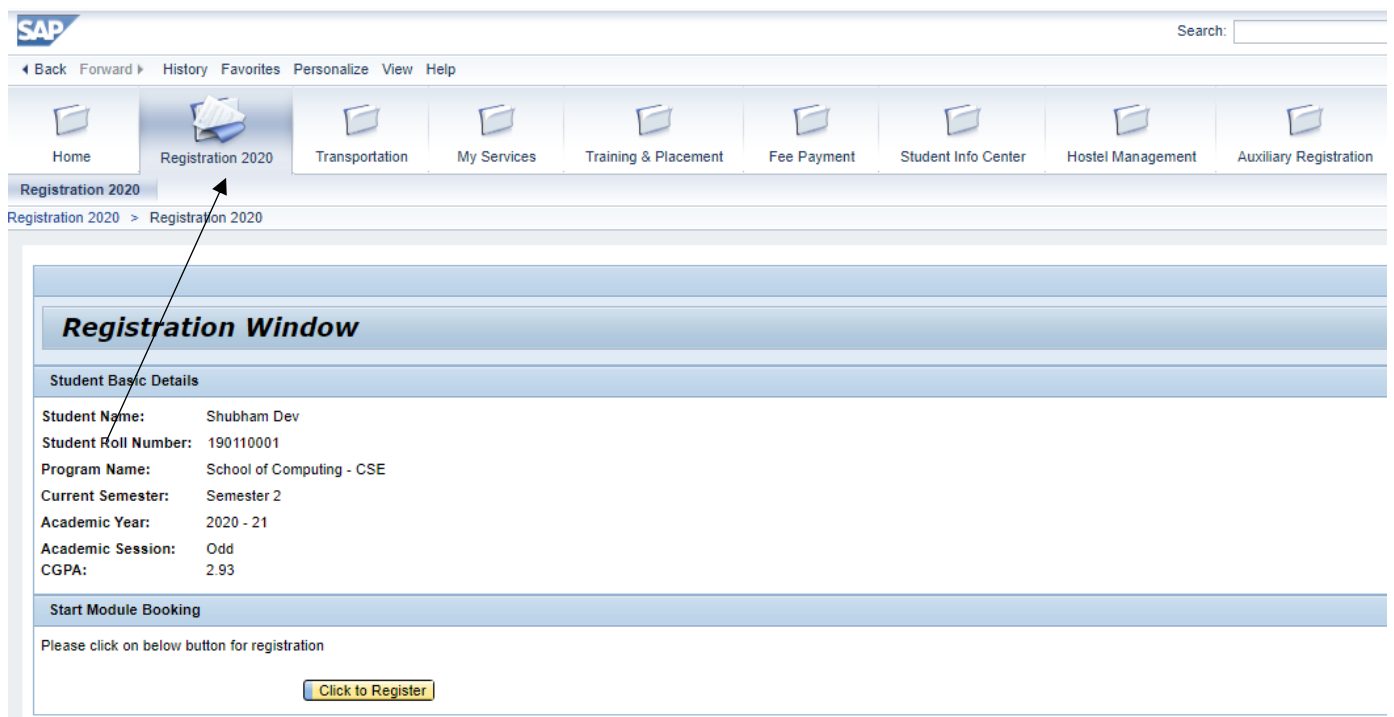 SAP
Search:
Back Forward History Favorites Personalize View Help
Home Registration 2020 Transportation My Services Training & Placement Fee Payment Student Info Center Hostel Management Auxiliary Registration
Registration 2020
Registration 2020 > Registration 2020
Registration Window
Student Basic Details
Student Name: Shubham Dev
Student Roll Number: 190110001
Program Name: School of Computing - CSE
Current Semester: Semester 2
Academic Year: 2020 - 21
Academic Session: Odd
CGPA: 2.93
Start Module Booking
Please click on below button for registration
Click to Register